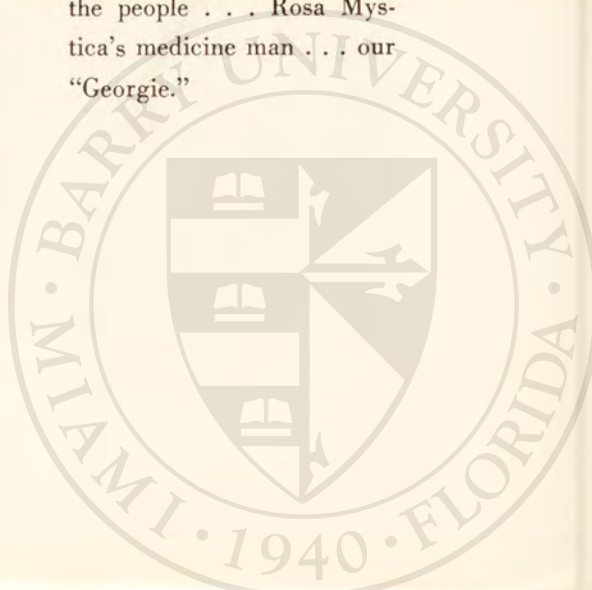 the people . . . Rosa Mys-
tica's medicine man . . . our
“Georgie.”
BARRY UNIVERSITY
MIAMI · 1940 · FLORIDA